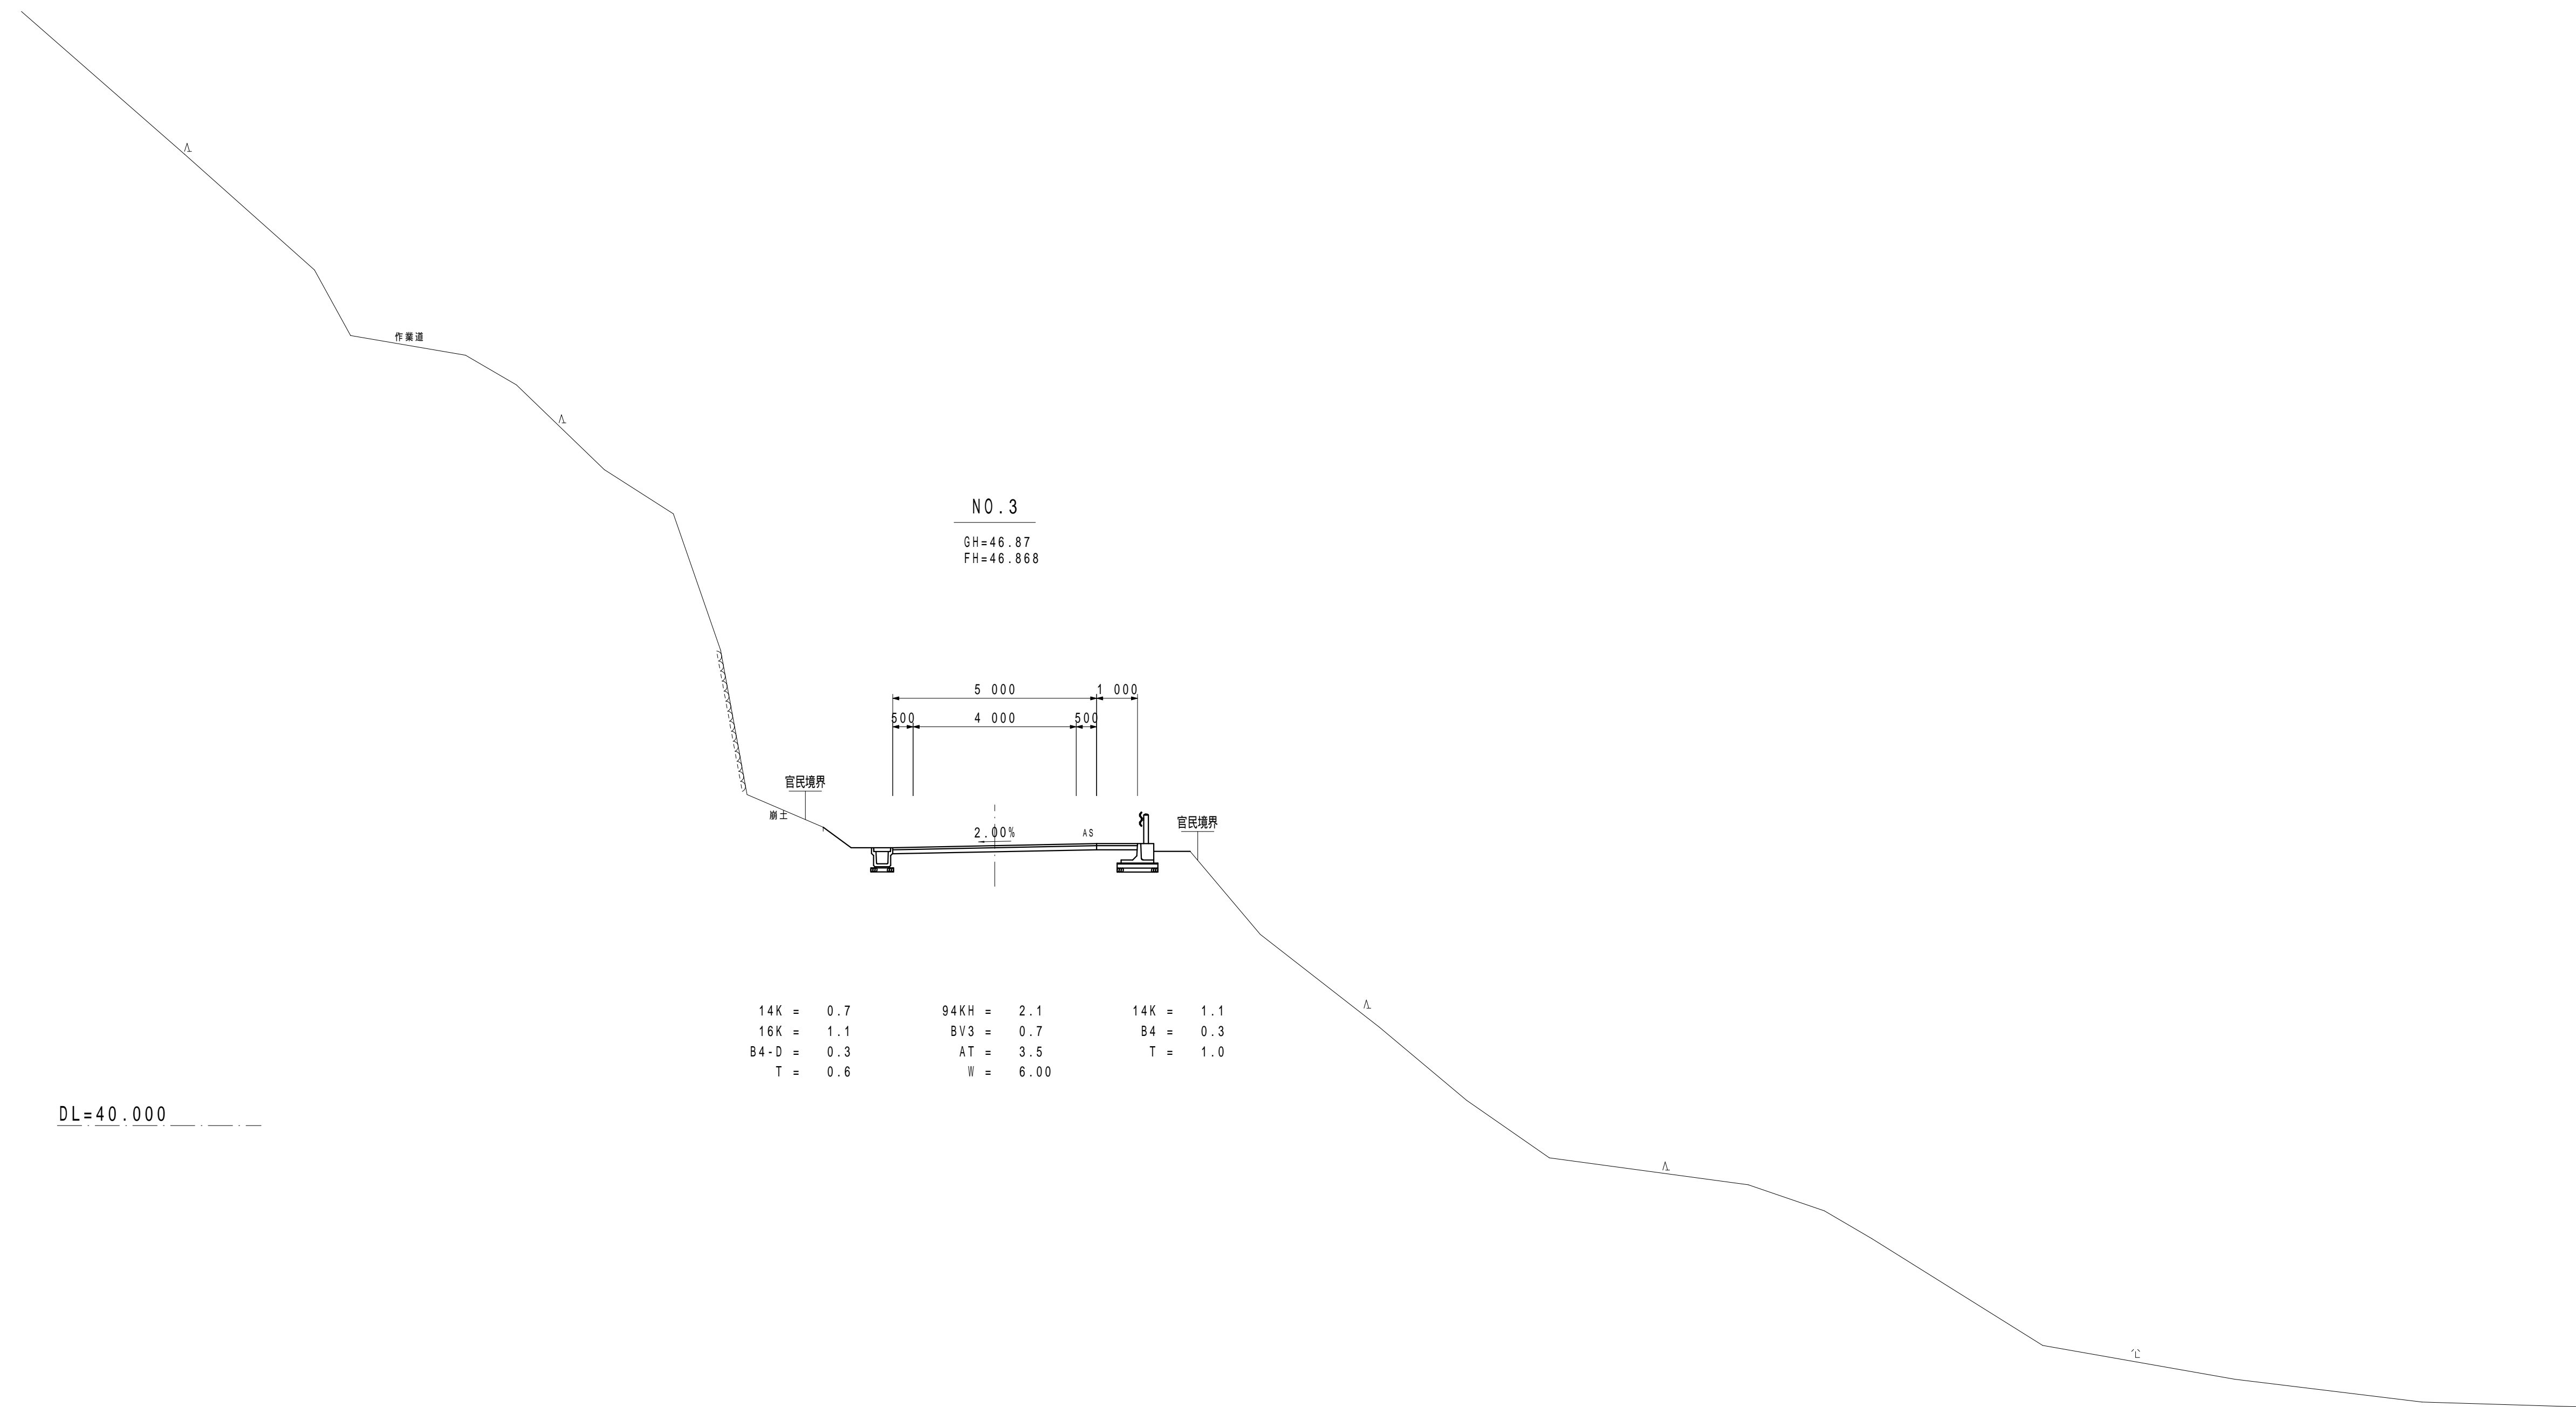 作業道
NO.3
GH=46.87
FH=46.868
5 000
1 000
500
4 000
500
官民境界
崩土
2.00%
AS
官民境界
14K = 0.7
94KH = 2.1
14K = 1.1
16K = 1.1
BV3 = 0.7
B4 = 0.3
B4-D = 0.3
AT = 3.5
T = 1.0
T = 0.6
W = 6.00
DL=40.000